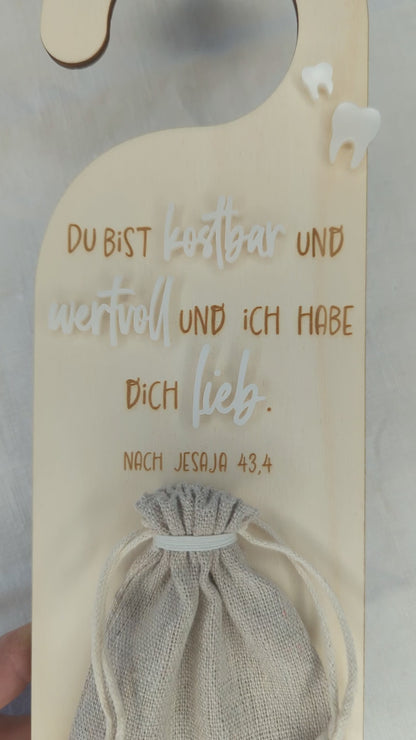 DU BIST kostbar UND
wertvoll UND ICH HABE
DICH lieb.
NACH JESAJA 43,4